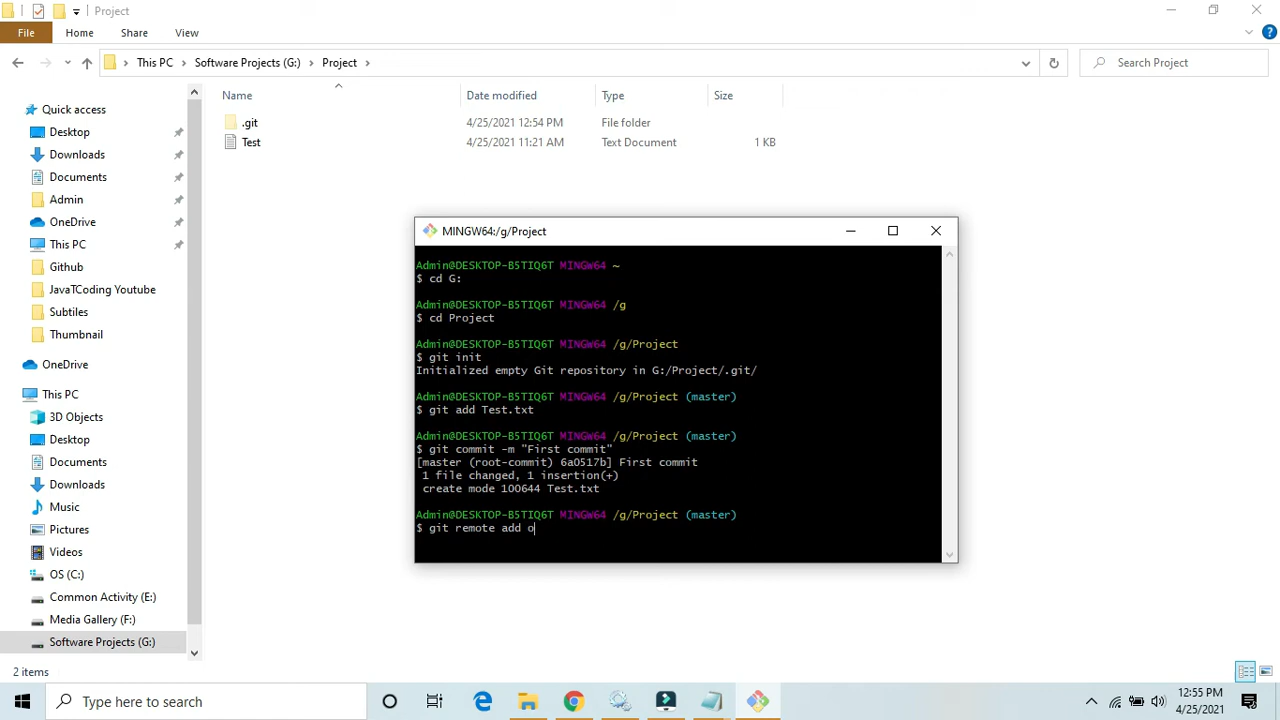 Project
File Home Share View
This PC Software Projects (G:) Project
Search Project
Name Date modified Type Size
.git 4/25/2021 12:54 PM File folder
Test 4/25/2021 11:21 AM Text Document 1 KB
Quick access
Desktop
Downloads
Documents
Admin
OneDrive
This PC
Github
JavaTCoding Youtube
Subtiles
Thumbnail
OneDrive
This PC
3D Objects
Desktop
Documents
Downloads
Music
Pictures
Videos
OS (C:)
Common Activity (E:)
Media Gallery (F:)
Software Projects (G:)
2 items
MINGW64:/g/Project
Admin@DESKTOP-B5TIQ6T MINGW64 ~
$ cd G:
Admin@DESKTOP-B5TIQ6T MINGW64 /g
$ cd Project
Admin@DESKTOP-B5TIQ6T MINGW64 /g/Project
$ git init
Initialized empty Git repository in G:/Project/.git/
Admin@DESKTOP-B5TIQ6T MINGW64 /g/Project (master)
$ git add Test.txt
Admin@DESKTOP-B5TIQ6T MINGW64 /g/Project (master)
$ git commit -m "First commit"
[master (root-commit) 6a0517b] First commit
1 file changed, 1 insertion(+)
create mode 100644 Test.txt
Admin@DESKTOP-B5TIQ6T MINGW64 /g/Project (master)
$ git remote add o
Type here to search
12:55 PM
4/25/2021